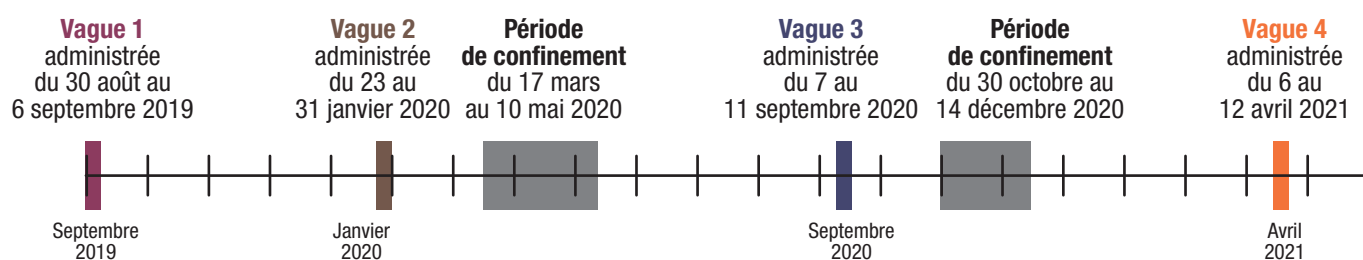 Vague 1
administrée
du 30 août au
6 septembre 2019
Vague 2
administrée
du 23 au
31 janvier 2020
Période
de confinement
du 17 mars
au 10 mai 2020
Vague 3
administrée
du 7 au
11 septembre 2020
Période
de confinement
du 30 octobre au
14 décembre 2020
Vague 4
administrée
du 6 au
12 avril 2021
Septembre
2019
Janvier
2020
Septembre
2020
Avril
2021